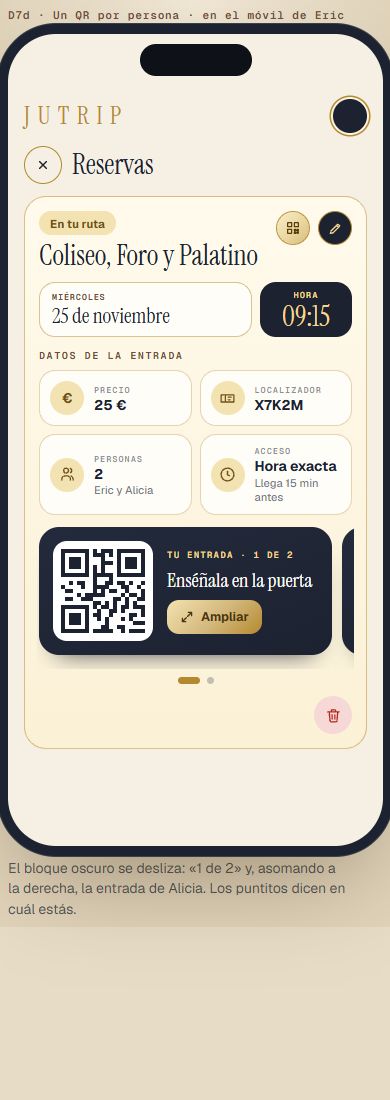 D7d · Un QR por persona · en el móvil de Eric
JUTRIP
Reservas
En tu ruta
Coliseo, Foro y Palatino
MIÉRCOLES
25 de noviembre
HORA
09:15
DATOS DE LA ENTRADA
€
PRECIO
25 €
LOCALIZADOR
X7K2M
PERSONAS
2
Eric y Alicia
ACCESO
Hora exacta
Llega 15 min
antes
TU ENTRADA · 1 DE 2
Enséñala en la puerta
Ampliar
El bloque oscuro se desliza: «1 de 2» y, asomando a
la derecha, la entrada de Alicia. Los puntitos dicen en
cuál estás.